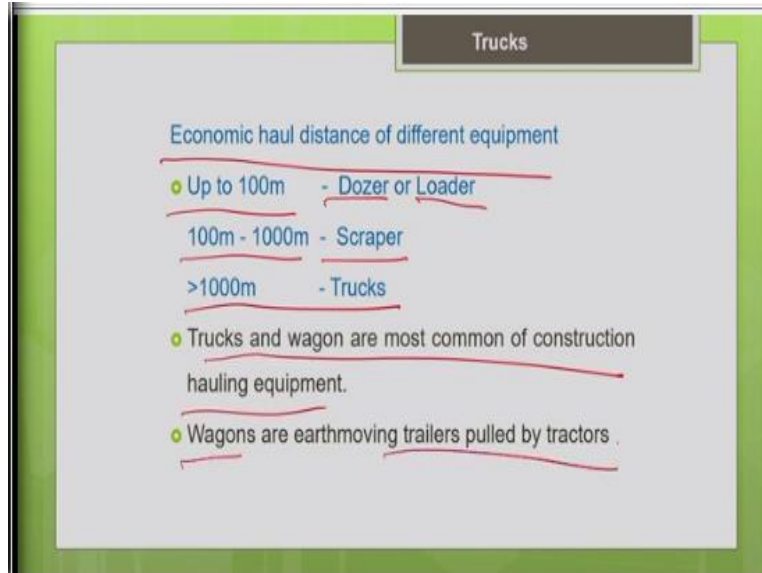 Trucks
Economic haul distance of different equipment
Up to 100m - Dozer or Loader
100m - 1000m - Scraper
>1000m - Trucks
Trucks and wagon are most common of construction
hauling equipment.
Wagons are earthmoving trailers pulled by tractors .